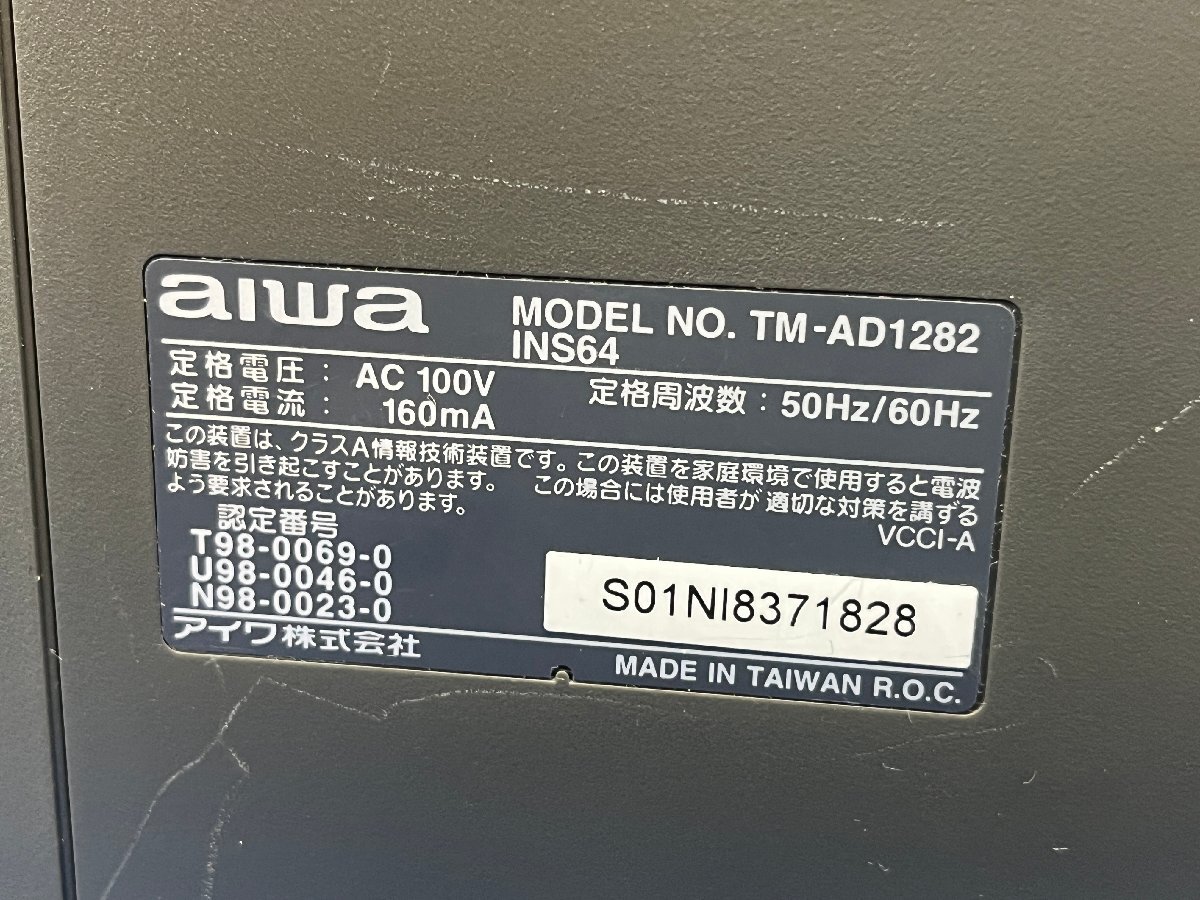 aiwa
MODEL NO. TM-AD1282
INS64
定格電圧： AC 100V
定格周波数：50Hz/60Hz
定格電流： 160mA
この装置は、クラスA情報技術装置です。この装置を家庭環境で使用すると電波
妨害を引き起こすことがあります。 この場合には使用者が適切な対策を講ずる
よう要求されることがあります。
VCCI-A
認定番号
T98-0069-0
U98-0046-0
N98-0023-0
S01NI8371828
アイワ株式会社
MADE IN TAIWAN R.O.C.